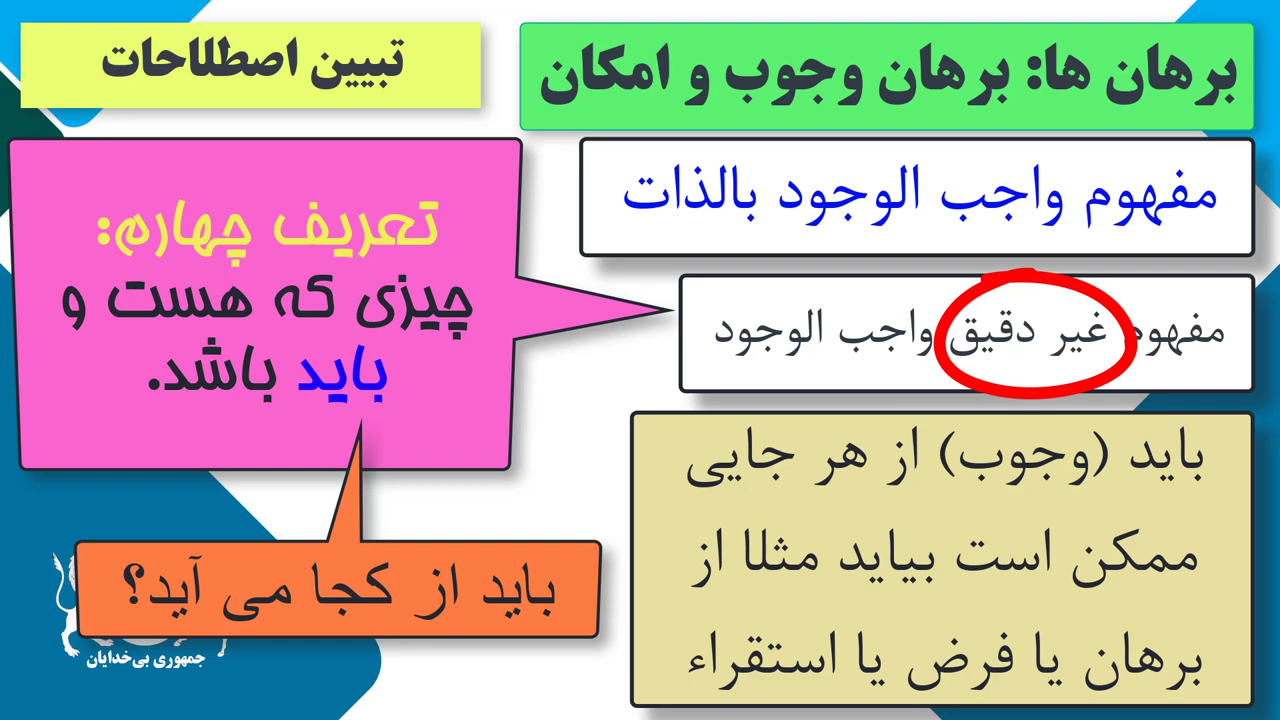 برهان ها: برهان وجوب و امکان
تبیین اصطلاحات
مفهوم واجب الوجود بالذات
مفهوم غیر دقیق واجب الوجود
تعریف چهارم:
چیزی که هست و
باید باشد.
باید از کجا می آید؟
باید (وجوب) از هر جایی
ممکن است بیاید مثلا از
برهان یا فرض یا استقراء
جمهوری بی‌خدایان